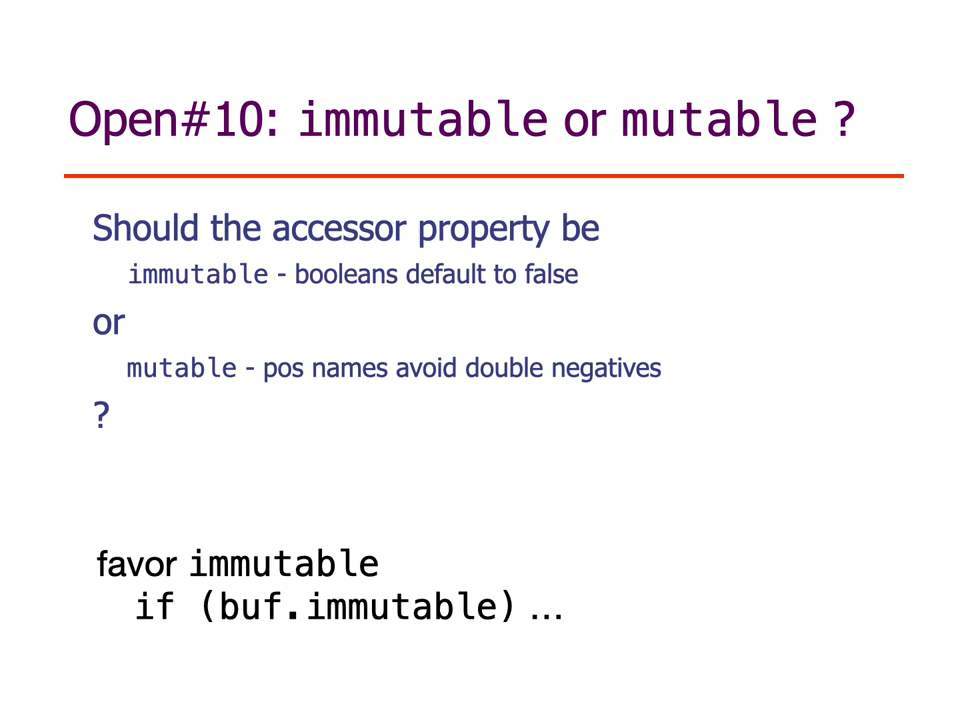 Open#10: immutable or mutable ?
Should the accessor property be
immutable - booleans default to false
or
mutable - pos names avoid double negatives
?
favor immutable
if (buf.immutable) …